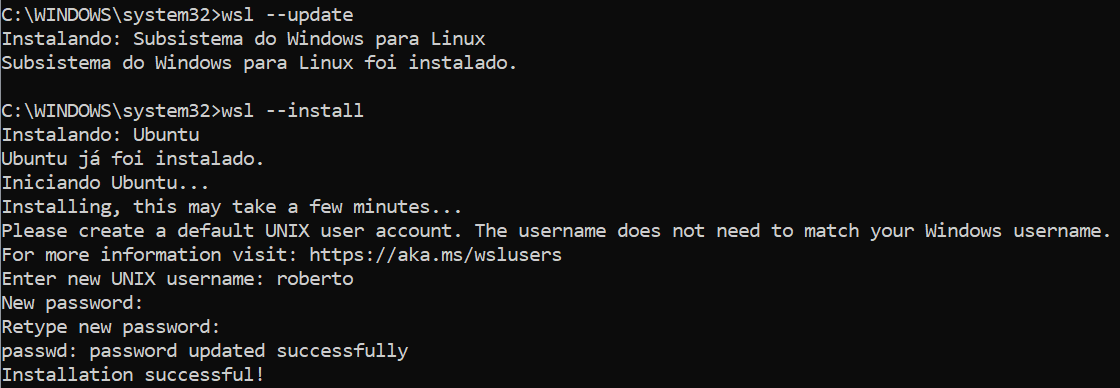 C:\WINDOWS\system32>wsl --update
Instalando: Subsistema do Windows para Linux
Subsistema do Windows para Linux foi instalado.
C:\WINDOWS\system32>wsl --install
Instalando: Ubuntu
Ubuntu já foi instalado.
Iniciando Ubuntu...
Installing, this may take a few minutes...
Please create a default UNIX user account. The username does not need to match your Windows username.
For more information visit: https://aka.ms/wslusers
Enter new UNIX username: roberto
New password:
Retype new password:
passwd: password updated successfully
Installation successful!